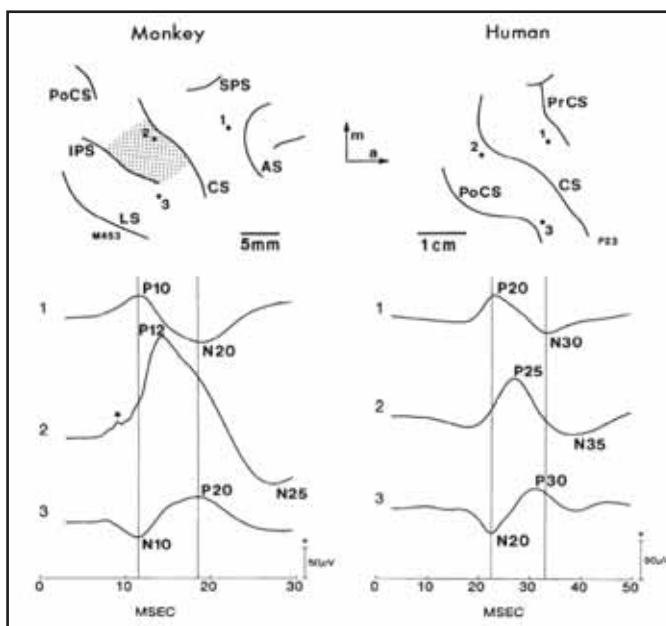 Monkey
Human
PoCS
SPS
PrCS
1
1
2
m
2
IPS
a
AS
CS
PoCS
CS
3
3
LS
M453
P23
5mm
1cm
P10
P20
1
1
P12
N20
N30
P25
*
2
2
N35
P20
P30
N25
3
3
N10
N20
50µV
0 10 20 30
0 10 20 30 40 50
MSEC
MSEC